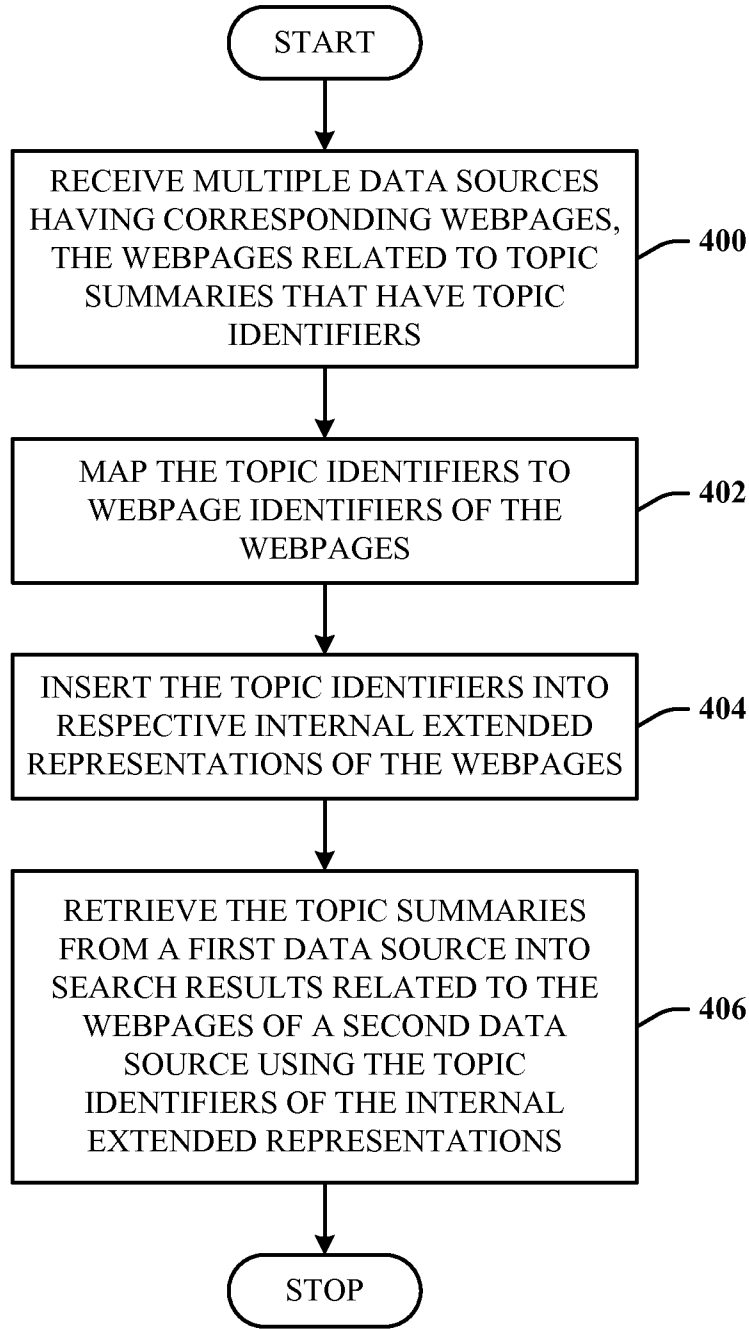 START
RECEIVE MULTIPLE DATA SOURCES
HAVING CORRESPONDING WEBPAGES,
THE WEBPAGES RELATED TO TOPIC
SUMMARIES THAT HAVE TOPIC
IDENTIFIERS
400
MAP THE TOPIC IDENTIFIERS TO
WEBPAGE IDENTIFIERS OF THE
WEBPAGES
402
INSERT THE TOPIC IDENTIFIERS INTO
RESPECTIVE INTERNAL EXTENDED
REPRESENTATIONS OF THE WEBPAGES
404
RETRIEVE THE TOPIC SUMMARIES
FROM A FIRST DATA SOURCE INTO
SEARCH RESULTS RELATED TO THE
WEBPAGES OF A SECOND DATA
SOURCE USING THE TOPIC
IDENTIFIERS OF THE INTERNAL
EXTENDED REPRESENTATIONS
406
STOP